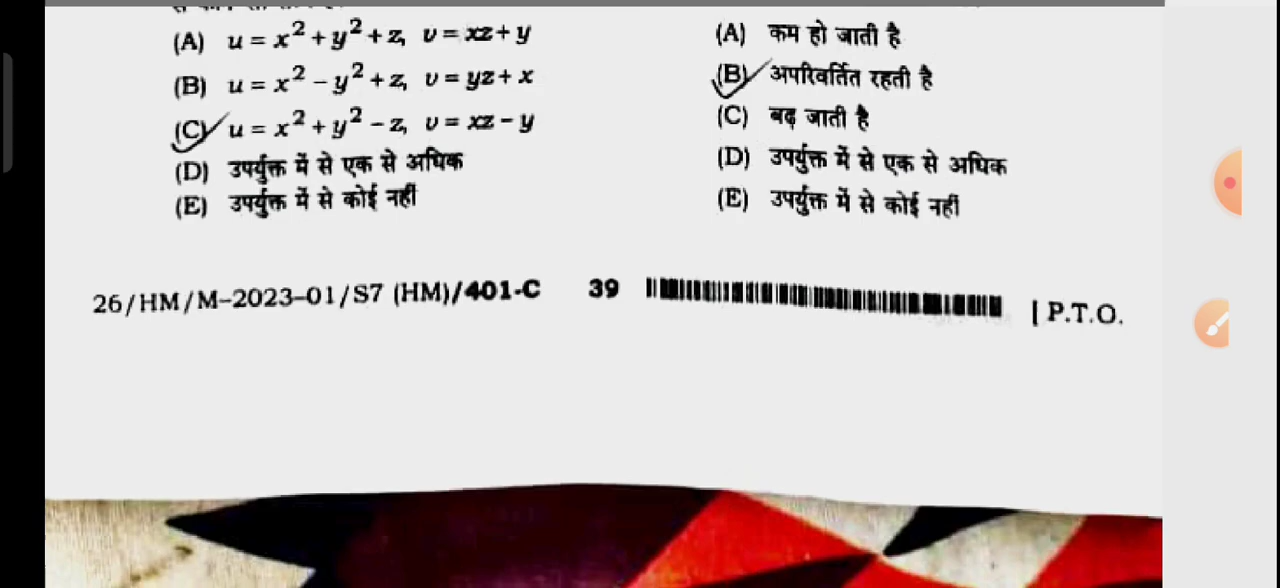 (A) u = x² + y² + z, v = xz + y
(B) u = x² - y² + z, v = yz + x
(C) u = x² + y² - z, v = xz - y
(D) उपर्युक्त में से एक से अधिक
(E) उपर्युक्त में से कोई नहीं
(A) कम हो जाती है
(B) अपरिवर्तित रहती है
(C) बढ़ जाती है
(D) उपर्युक्त में से एक से अधिक
(E) उपर्युक्त में से कोई नहीं
26/HM/M-2023-01/S7 (HM)/401-C 39 [ P.T.O.